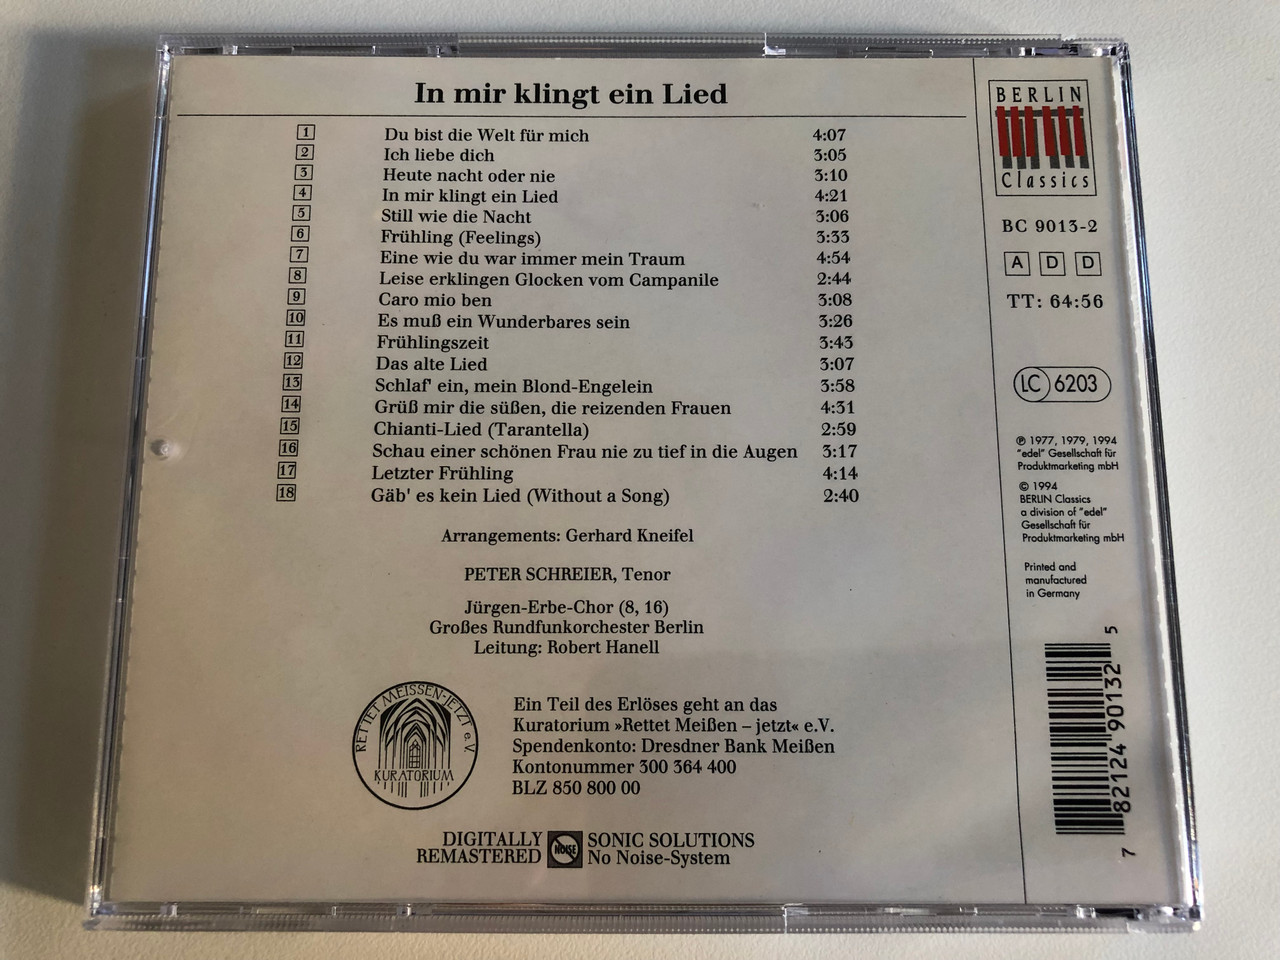 In mir klingt ein Lied
1 Du bist die Welt für mich 4:07
2 Ich liebe dich 3:05
3 Heute nacht oder nie 3:10
4 In mir klingt ein Lied 4:21
5 Still wie die Nacht 3:06
6 Frühling (Feelings) 3:33
7 Eine wie du war immer mein Traum 4:54
8 Leise erklingen Glocken vom Campanile 2:44
9 Caro mio ben 3:08
10 Es muß ein Wunderbares sein 3:26
11 Frühlingszeit 3:43
12 Das alte Lied 3:07
13 Schlaf' ein, mein Blond-Engelein 3:58
14 Grüß mir die süßen, die reizenden Frauen 4:31
15 Chianti-Lied (Tarantella) 2:59
16 Schau einer schönen Frau nie zu tief in die Augen 3:17
17 Letzter Frühling 4:14
18 Gäb' es kein Lied (Without a Song) 2:40
Arrangements: Gerhard Kneifel
PETER SCHREIER, Tenor
Jürgen-Erbe-Chor (8, 16)
Großes Rundfunkorchester Berlin
Leitung: Robert Hanell
RETTET MEISSEN-JETZT e.V.
KURATORIUM
Ein Teil des Erlöses geht an das
Kuratorium »Rettet Meißen – jetzt« e.V.
Spendenkonto: Dresdner Bank Meißen
Kontonummer 300 364 400
BLZ 850 800 00
DIGITALLY
REMASTERED
NOISE
SONIC SOLUTIONS
No Noise-System
BERLIN
Classics
BC 9013-2
A D D
TT: 64:56
LC 6203
℗ 1977, 1979, 1994
"edel" Gesellschaft für
Produktmarketing mbH
© 1994
BERLIN Classics
a division of "edel"
Gesellschaft für
Produktmarketing mbH
Printed and
manufactured
in Germany
7 82124 90132 5